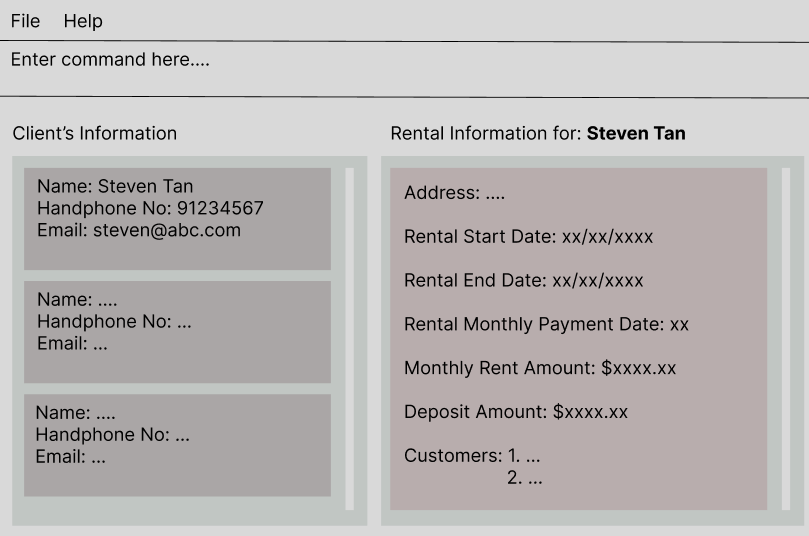 File Help
Enter command here....
Client's Information
Name: Steven Tan
Handphone No: 91234567
Email: steven@abc.com
Name: ....
Handphone No: ...
Email: ...
Name: ....
Handphone No: ...
Email: ...
Rental Information for: Steven Tan
Address: ....
Rental Start Date: xx/xx/xxxx
Rental End Date: xx/xx/xxxx
Rental Monthly Payment Date: xx
Monthly Rent Amount: $xxxx.xx
Deposit Amount: $xxxx.xx
Customers: 1. ...
2. ...